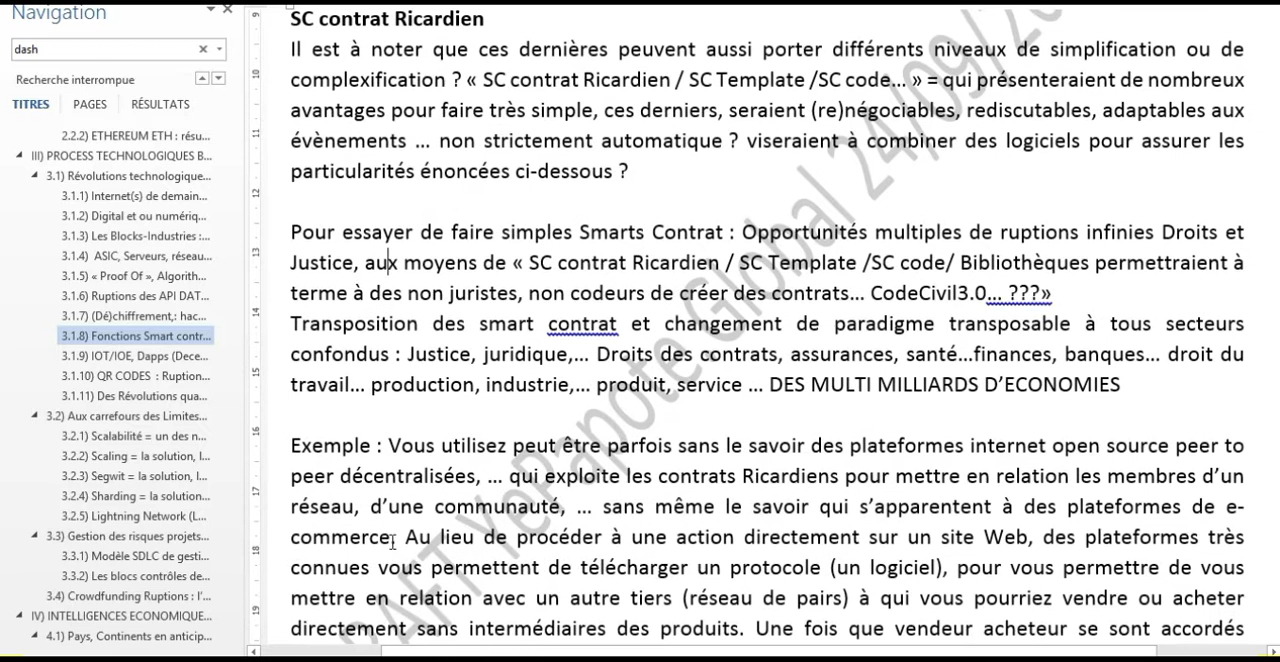 Navigation
dash
Recherche interrompue
TITRES PAGES RÉSULTATS
2.2.2) ETHEREUM ETH : résu...
III) PROCESS TECHNOLOGIQUES B...
3.1) Révolutions technologique...
3.1.1) Internet(s) de demain...
3.1.2) Digital et ou numériq...
3.1.3) Les Blocks-Industries :...
3.1.4) ASIC, Serveurs, réseau...
3.1.5) « Proof Of », Algorith...
3.1.6) Ruptions des API DAT...
3.1.7) (Dé)chiffrement,: hac...
3.1.8) Fonctions Smart contr...
3.1.9) IOT/IOE, Dapps (Dece...
3.1.10) QR CODES : Ruption...
3.1.11) Des Révolutions qua...
3.2) Aux carrefours des Limites...
3.2.1) Scalabilité = un des n...
3.2.2) Scaling = la solution, l...
3.2.3) Segwit = la solution, l...
3.2.4) Sharding = la solution...
3.2.5) Lightning Network (L...
3.3) Gestion des risques projets...
3.3.1) Modèle SDLC de gesti...
3.3.2) Les blocs contrôles de...
3.4) Crowdfunding Ruptions : l'...
IV) INTELLIGENCES ECONOMIQUE...
4.1) Pays, Continents en anticip...
9
10
11
12
13
14
15
16
17
18
19
SC contrat Ricardien
Il est à noter que ces dernières peuvent aussi porter différents niveaux de simplification ou de
complexification ? « SC contrat Ricardien / SC Template /SC code... » = qui présenteraient de nombreux
avantages pour faire très simple, ces derniers, seraient (re)négociables, rediscutables, adaptables aux
évènements ... non strictement automatique ? viseraient à combiner des logiciels pour assurer les
particularités énoncées ci-dessous ?
Pour essayer de faire simples Smarts Contrat : Opportunités multiples de ruptions infinies Droits et
Justice, aux moyens de « SC contrat Ricardien / SC Template /SC code/ Bibliothèques permettraient à
terme à des non juristes, non codeurs de créer des contrats... CodeCivil3.0... ???»
Transposition des smart contrat et changement de paradigme transposable à tous secteurs
confondus : Justice, juridique,... Droits des contrats, assurances, santé...finances, banques... droit du
travail... production, industrie,... produit, service ... DES MULTI MILLIARDS D'ECONOMIES
Exemple : Vous utilisez peut être parfois sans le savoir des plateformes internet open source peer to
peer décentralisées, ... qui exploite les contrats Ricardiens pour mettre en relation les membres d'un
réseau, d'une communauté, ... sans même le savoir qui s'apparentent à des plateformes de e-
commerce. Au lieu de procéder à une action directement sur un site Web, des plateformes très
connues vous permettent de télécharger un protocole (un logiciel), pour vous permettre de vous
mettre en relation avec un autre tiers (réseau de pairs) à qui vous pourriez vendre ou acheter
directement sans intermédiaires des produits. Une fois que vendeur acheteur se sont accordés
DRAFT YePapote Global 24/09/20